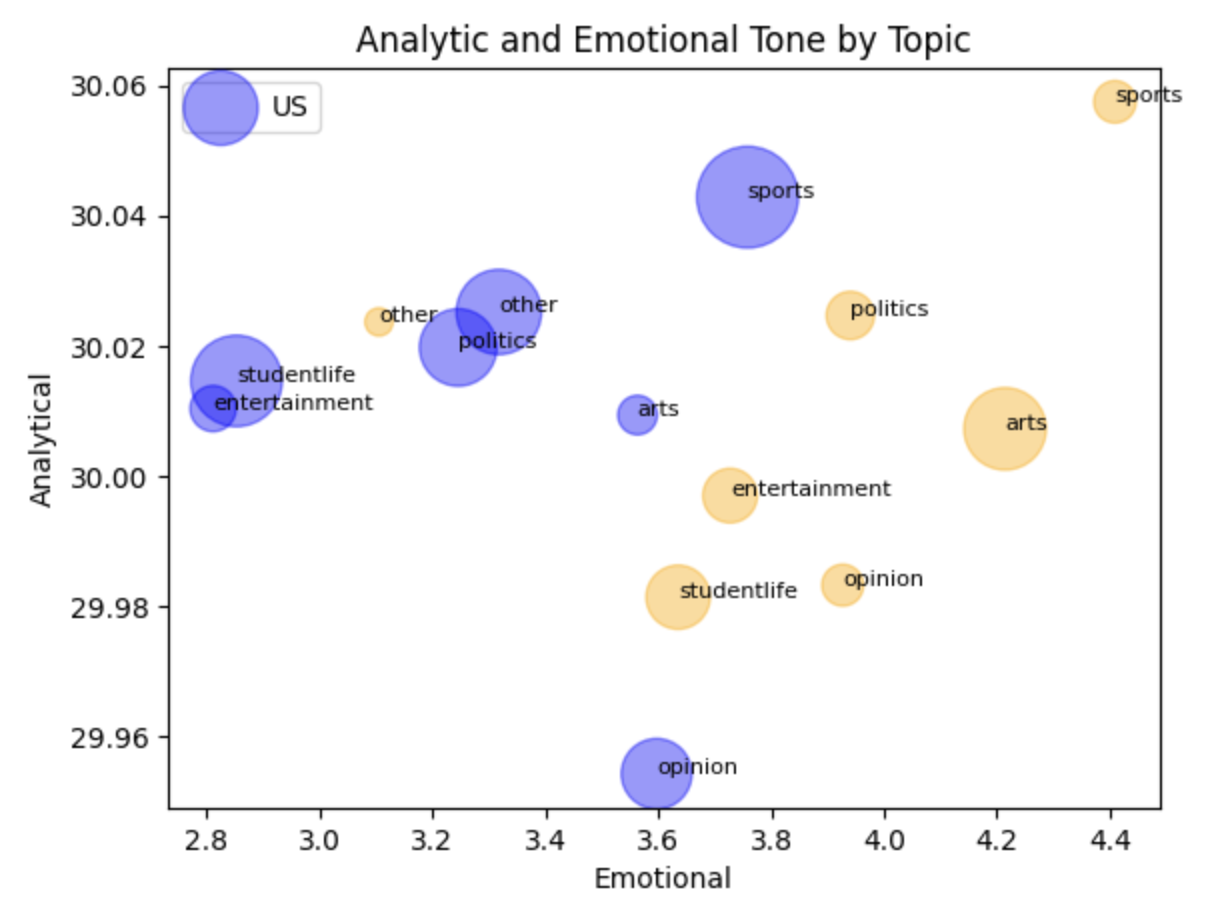 Analytic and Emotional Tone by Topic
30.06
US
sports
sports
30.04
other
other
politics
politics
30.02
studentlife
entertainment
arts
arts
Analytical
30.00
entertainment
opinion
studentlife
29.98
29.96
opinion
2.8 3.0 3.2 3.4 3.6 3.8 4.0 4.2 4.4
Emotional